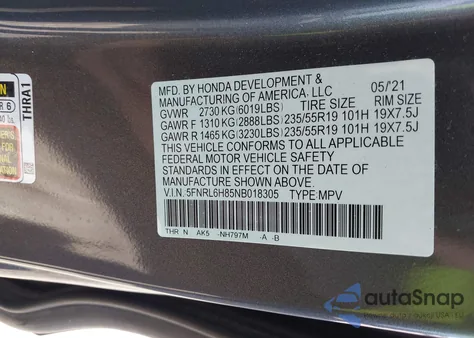 MFD. BY HONDA DEVELOPMENT &
MANUFACTURING OF AMERICA, LLC 05/'21
GVWR 2730 KG (6019LBS) TIRE SIZE RIM SIZE
GAWR F 1310 KG (2888LBS) 235/55R19 101H 19X7.5J
GAWR R 1465 KG (3230LBS) 235/55R19 101H 19X7.5J
THIS VEHICLE CONFORMS TO ALL APPLICABLE
FEDERAL MOTOR VEHICLE SAFETY
STANDARDS IN EFFECT ON THE DATE OF
MANUFACTURE SHOWN ABOVE.
V.I.N. 5FNRL6H85NB018305 TYPE:MPV
THR N AK5 NH797M -A -B
THRA1
autoSnap